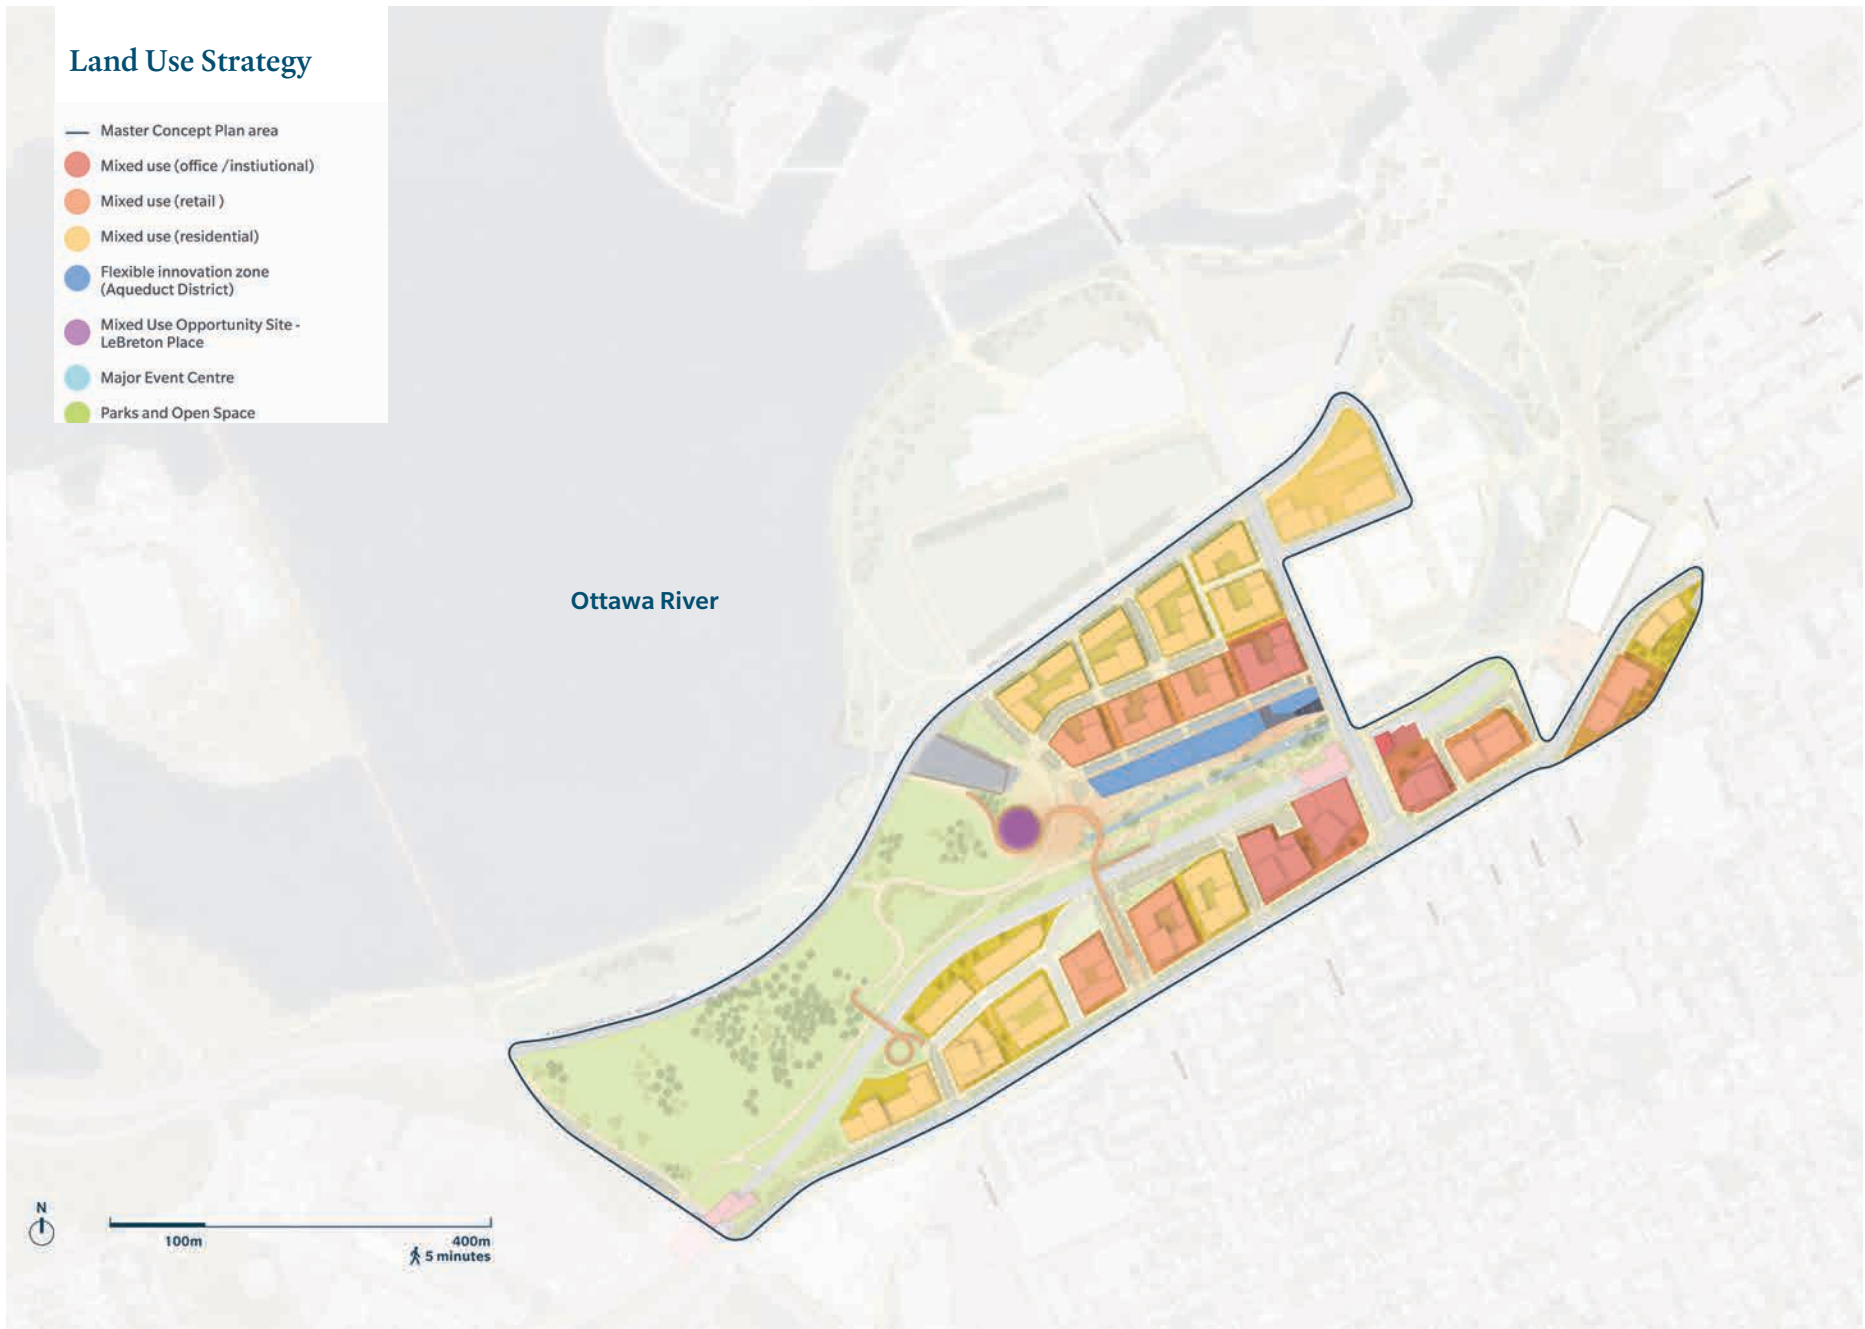 Land Use Strategy
Master Concept Plan area
Mixed use (office /instiutional)
Mixed use (retail )
Mixed use (residential)
Flexible innovation zone
(Aqueduct District)
Mixed Use Opportunity Site -
LeBreton Place
Major Event Centre
Parks and Open Space
Ottawa River
N
100m
400m
5 minutes